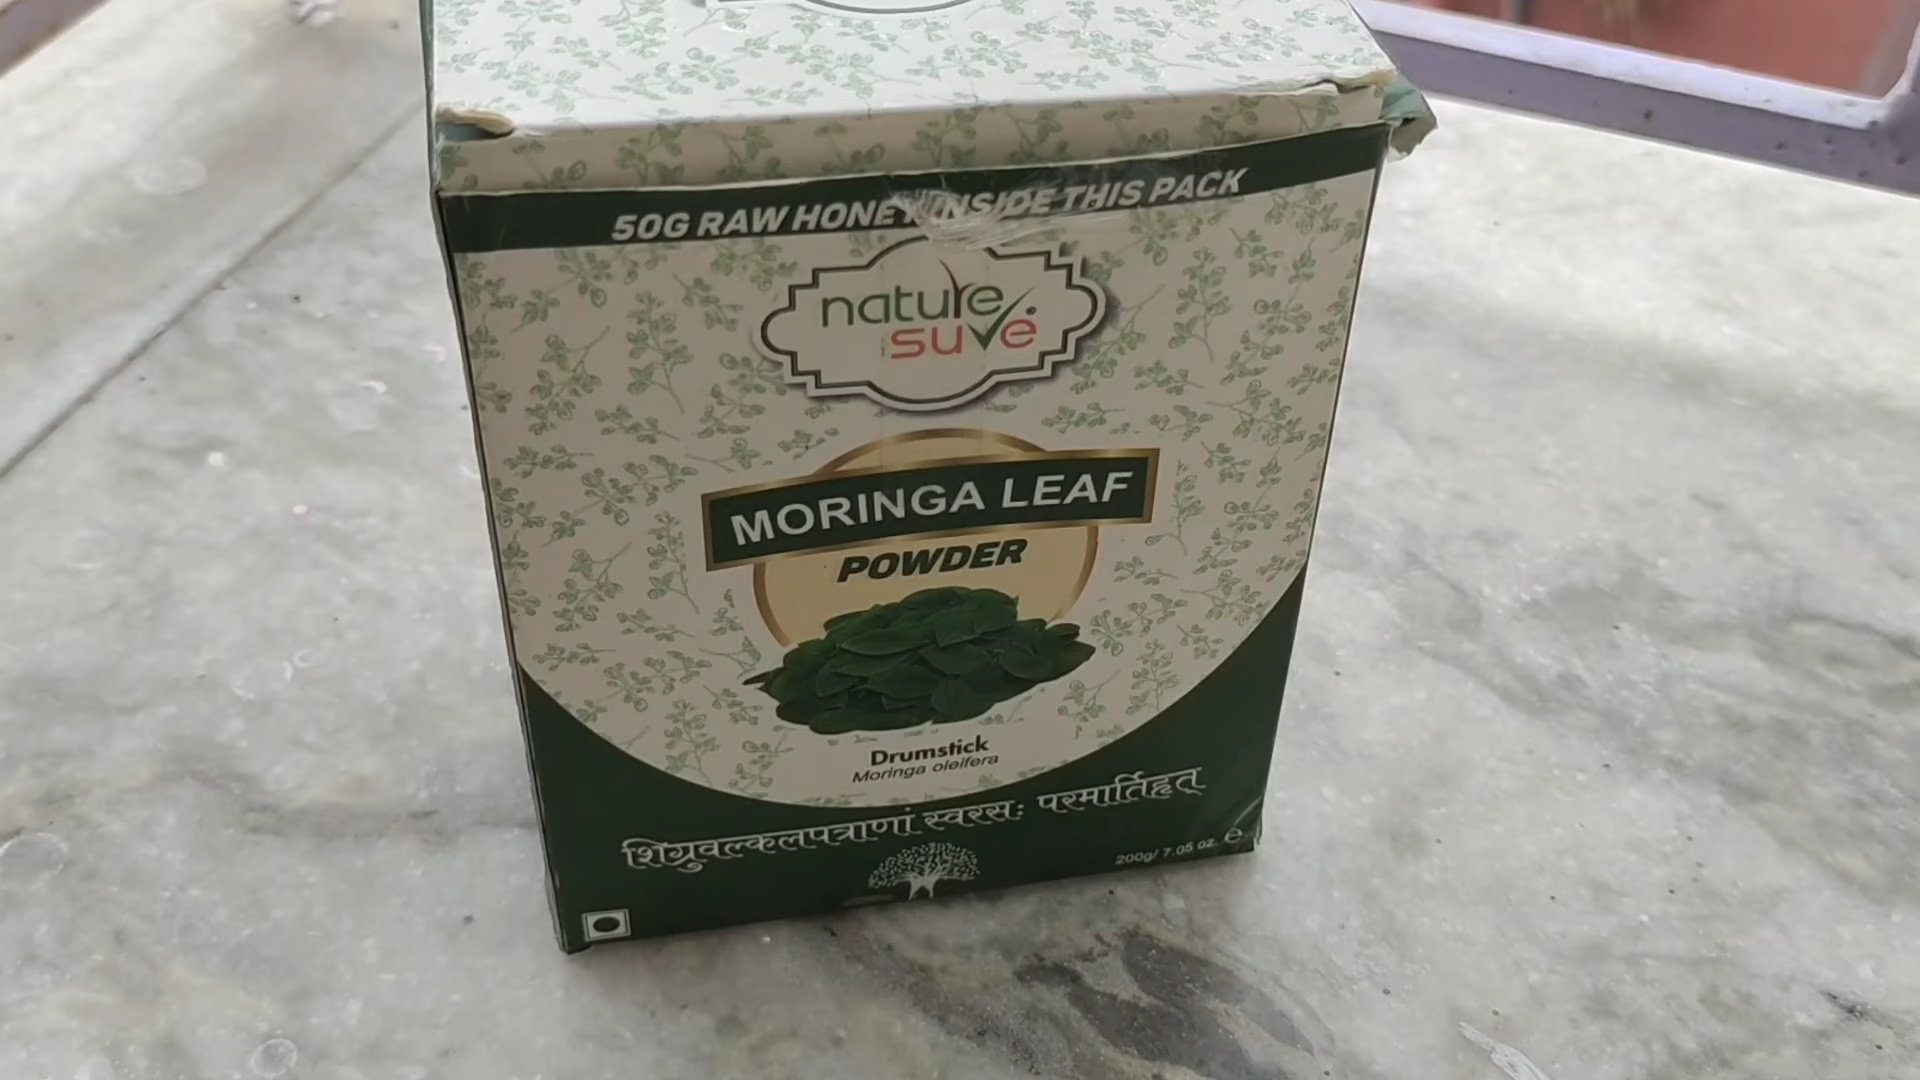 50G RAW HONEY INSIDE THIS PACK
nature
sure
MORINGA LEAF
POWDER
Drumstick
Moringa oleifera
शिग्रुवल्कलपत्राणां स्वरसः परमार्तिहृत्
200g/ 7.05 oz. e